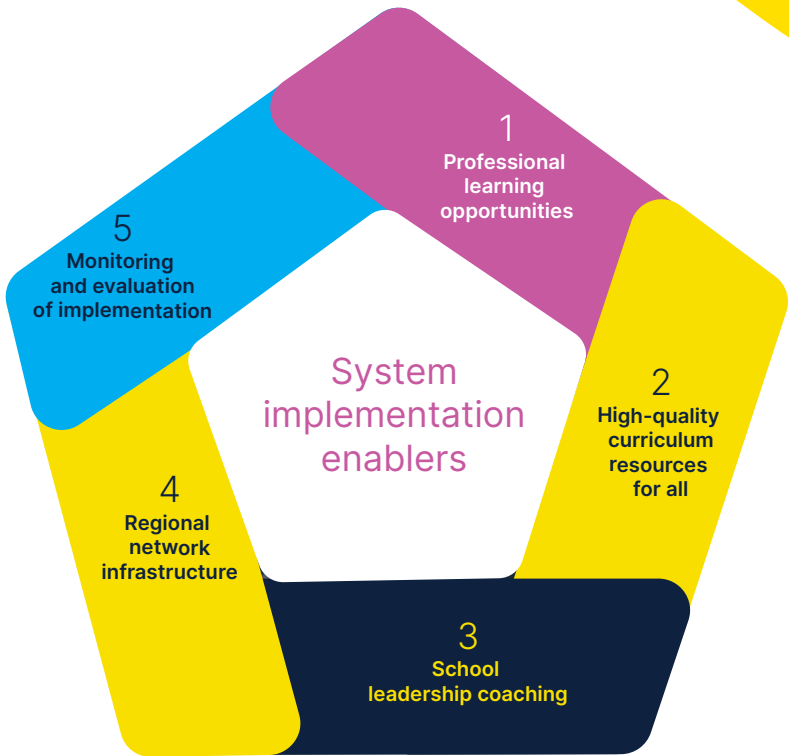 1
Professional
learning
opportunities
2
High-quality
curriculum
resources
for all
3
School
leadership coaching
4
Regional
network
infrastructure
5
Monitoring
and evaluation
of implementation
System
implementation
enablers